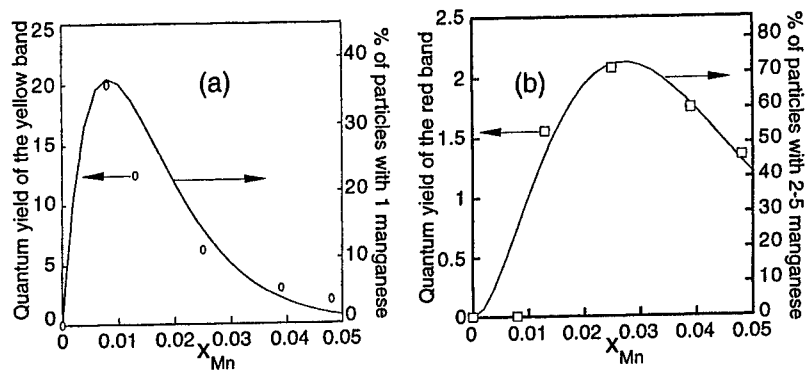 (a)
Quantum yield of the yellow band
25
20
15
10
5
0
% of particles with 1 manganese
40
30
20
10
0
0 0.01 0.02 0.03 0.04 0.05
XMn
(b)
Quantum yield of the red band
2.5
2
1.5
1
0.5
0
% of particles with 2-5 manganese
80
70
60
50
40
30
20
10
0
0 0.01 0.02 0.03 0.04 0.05
XMn